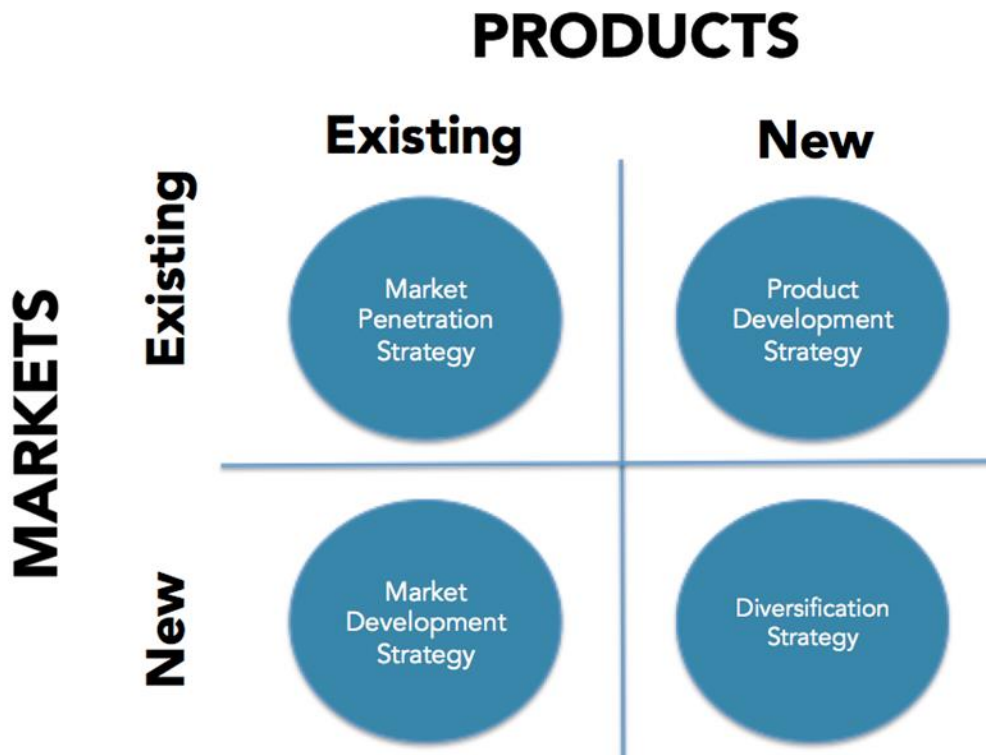 PRODUCTS
Existing
New
MARKETS
Existing
Market
Penetration
Strategy
Product
Development
Strategy
New
Market
Development
Strategy
Diversification
Strategy